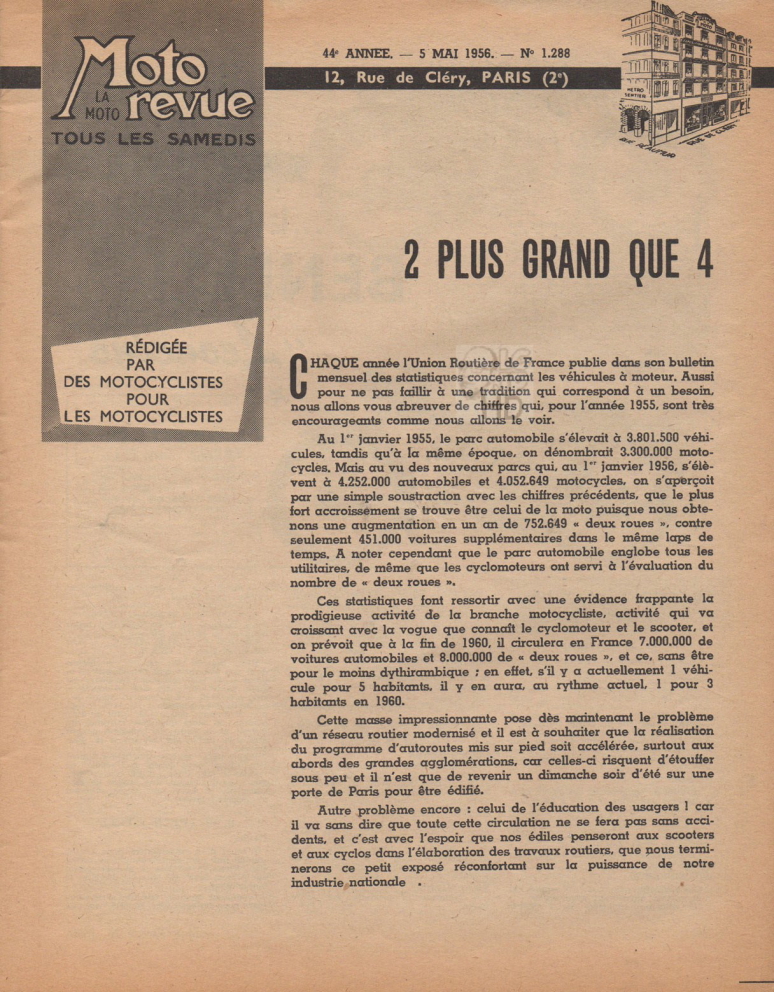 Moto
LA
MOTO revue
TOUS LES SAMEDIS
44e ANNEE. — 5 MAI 1956. — No 1.288
12, Rue de Cléry, PARIS (2e)
METRO
SENTIER
RUE DE CLÉRY
2 PLUS GRAND QUE 4
RÉDIGÉE
PAR
DES MOTOCYCLISTES
POUR
LES MOTOCYCLISTES
CHAQUE année l'Union Routière de France publie dans son bulletin
mensuel des statistiques concernant les véhicules à moteur. Aussi
pour ne pas faillir à une tradition qui correspond à un besoin,
nous allons vous abreuver de chiffres qui, pour l'année 1955, sont très
encourageants comme nous allons le voir.
Au 1er janvier 1955, le parc automobile s'élevait à 3.801.500 véhi-
cules, tandis qu'à la même époque, on dénombrait 3.300.000 moto-
cycles. Mais au vu des nouveaux parcs qui, au 1er janvier 1956, s'élè-
vent à 4.252.000 automobiles et 4.052.649 motocycles, on s'aperçoit
par une simple soustraction avec les chiffres précédents, que le plus
fort accroissement se trouve être celui de la moto puisque nous obte-
nons une augmentation en un an de 752.649 « deux roues », contre
seulement 451.000 voitures supplémentaires dans le même laps de
temps. A noter cependant que le parc automobile englobe tous les
utilitaires, de même que les cyclomoteurs ont servi à l'évaluation du
nombre de « deux roues ».
Ces statistiques font ressortir avec une évidence frappante la
prodigieuse activité de la branche motocycliste, activité qui va
croissant avec la vogue que connaît le cyclomoteur et le scooter, et
on prévoit que à la fin de 1960, il circulera en France 7.000.000 de
voitures automobiles et 8.000.000 de « deux roues », et ce, sans être
pour le moins dythirambique ; en effet, s'il y a actuellement 1 véhi-
cule pour 5 habitants, il y en aura, au rythme actuel, 1 pour 3
habitants en 1960.
Cette masse impressionnante pose dès maintenant le problème
d'un réseau routier modernisé et il est à souhaiter que la réalisation
du programme d'autoroutes mis sur pied soit accélérée, surtout aux
abords des grandes agglomérations, car celles-ci risquent d'étouffer
sous peu et il n'est que de revenir un dimanche soir d'été sur une
porte de Paris pour être édifié.
Autre problème encore : celui de l'éducation des usagers ! car
il va sans dire que toute cette circulation ne se fera pas sans acci-
dents, et c'est avec l'espoir que nos édiles penseront aux scooters
et aux cyclos dans l'élaboration des travaux routiers, que nous termi-
nerons ce petit exposé réconfortant sur la puissance de notre
industrie nationale .